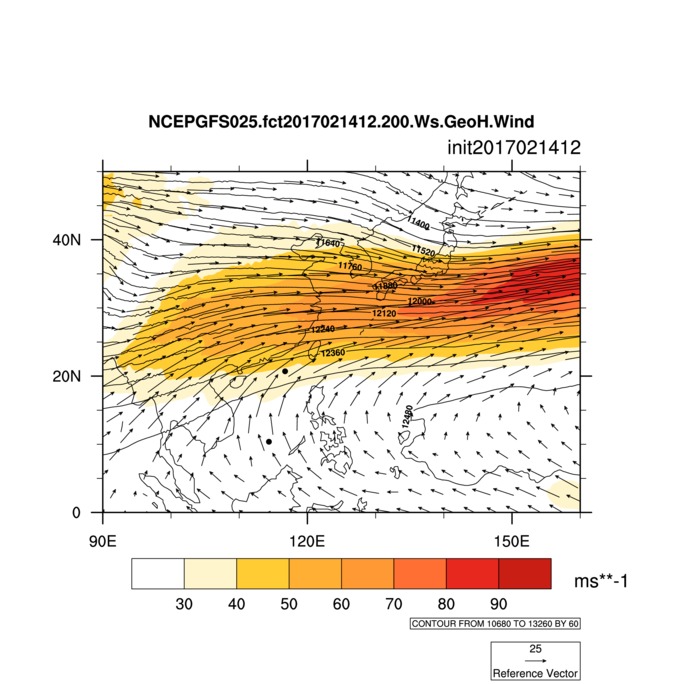 NCEPGFS025.fct2017021412.200.Ws.GeoH.Wind
init2017021412
11400
11640
11520
40N
11760
11880
12000
12120
12240
12360
20N
12480
0
90E 120E 150E
ms**-1
30 40 50 60 70 80 90
CONTOUR FROM 10680 TO 13260 BY 60
25
Reference Vector